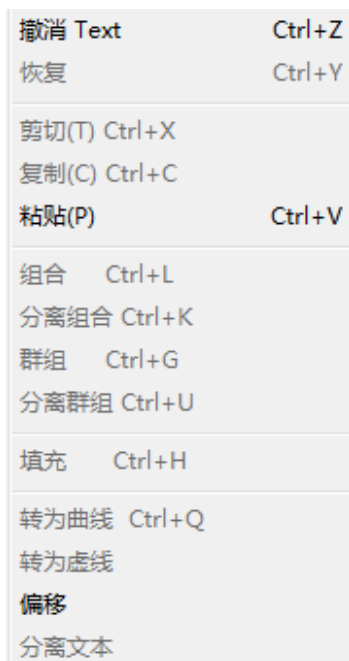 撤消 Text Ctrl+Z
恢复 Ctrl+Y
剪切(T) Ctrl+X
复制(C) Ctrl+C
粘贴(P) Ctrl+V
组合 Ctrl+L
分离组合 Ctrl+K
群组 Ctrl+G
分离群组 Ctrl+U
填充 Ctrl+H
转为曲线 Ctrl+Q
转为虚线
偏移
分离文本